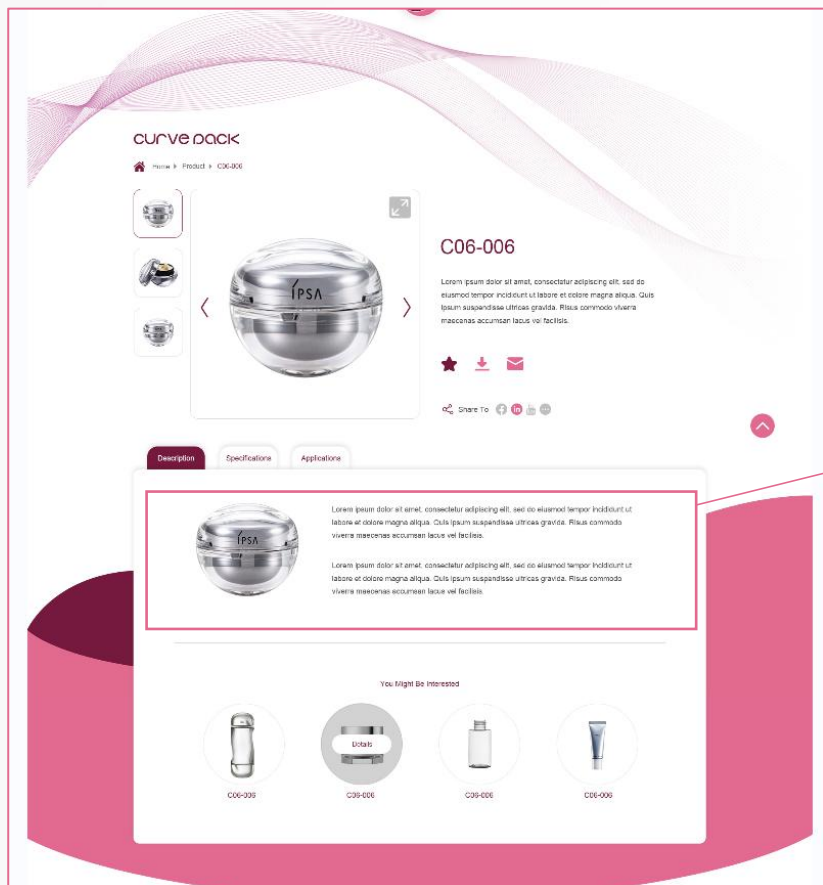 curve pack
Home Product C06-006
ÍPSA
C06-006
Lorem ipsum dolor sit amet, consectetur adipiscing elit, sed do
eiusmod tempor incididunt ut labore et dolore magna aliqua. Quis
ipsum suspendisse ultrices gravida. Risus commodo viverra
maecenas accumsan lacus vel facilisis.
Share To
Description Specifications Applications
ÍPSA
Lorem ipsum dolor sit amet, consectetur adipiscing elit, sed do eiusmod tempor incididunt ut
labore et dolore magna aliqua. Quis ipsum suspendisse ultrices gravida. Risus commodo
viverra maecenas accumsan lacus vel facilisis.
Lorem ipsum dolor sit amet, consectetur adipiscing elit, sed do eiusmod tempor incididunt ut
labore et dolore magna aliqua. Quis ipsum suspendisse ultrices gravida. Risus commodo
viverra maecenas accumsan lacus vel facilisis.
You Might Be Interested
Details
C06-006 C06-006 C06-006 C06-006